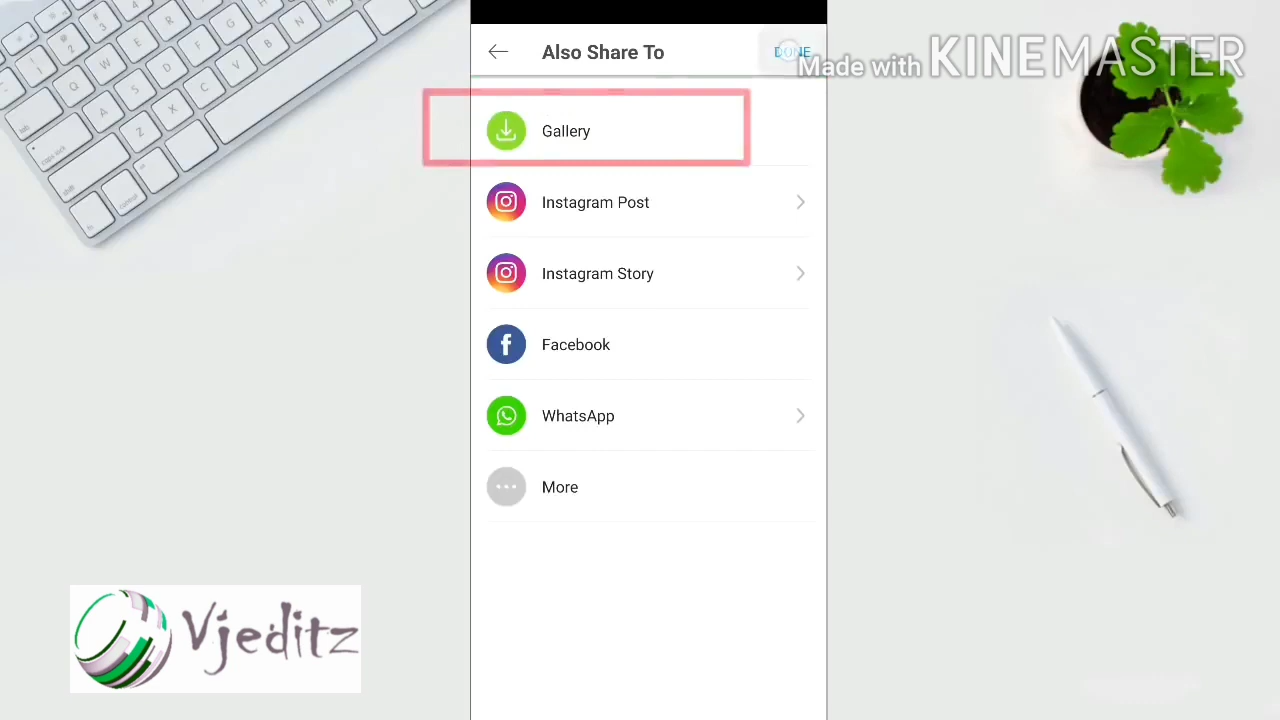 Also Share To
DONE
Made with KINEMASTER
Gallery
Instagram Post
Instagram Story
Facebook
WhatsApp
More
Vjeditz